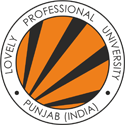 LOVELY PROFESSIONAL UNIVERSITY
• PUNJAB (INDIA) •